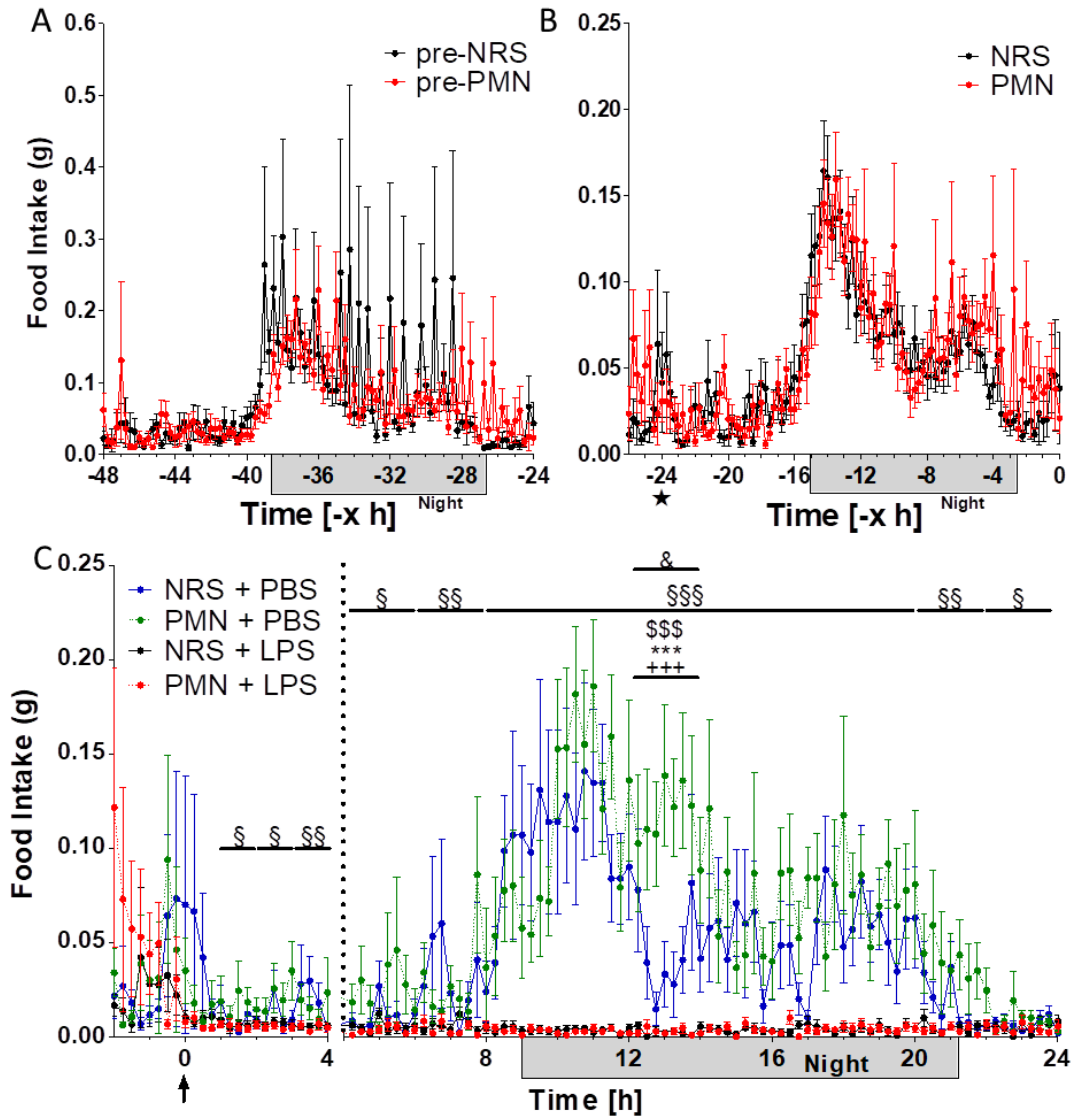 A
B
0.6
0.5
0.4
0.3
0.2
0.1
0.0
Food Intake (g)
pre-NRS
pre-PMN
-48 -44 -40 -36 -32 -28 -24
Time [-x h]
Night
0.25
0.20
0.15
0.10
0.05
0.00
NRS
PMN
-24 -20 -16 -12 -8 -4 0
★
Time [-x h]
Night
C
0.25
0.20
0.15
0.10
0.05
0.00
Food Intake (g)
NRS + PBS
PMN + PBS
NRS + LPS
PMN + LPS
&
§ §§ §§§ §§ §
$$$
***
+++
§ § §§
0 4 8 12 16 20 24
Night
Time [h]